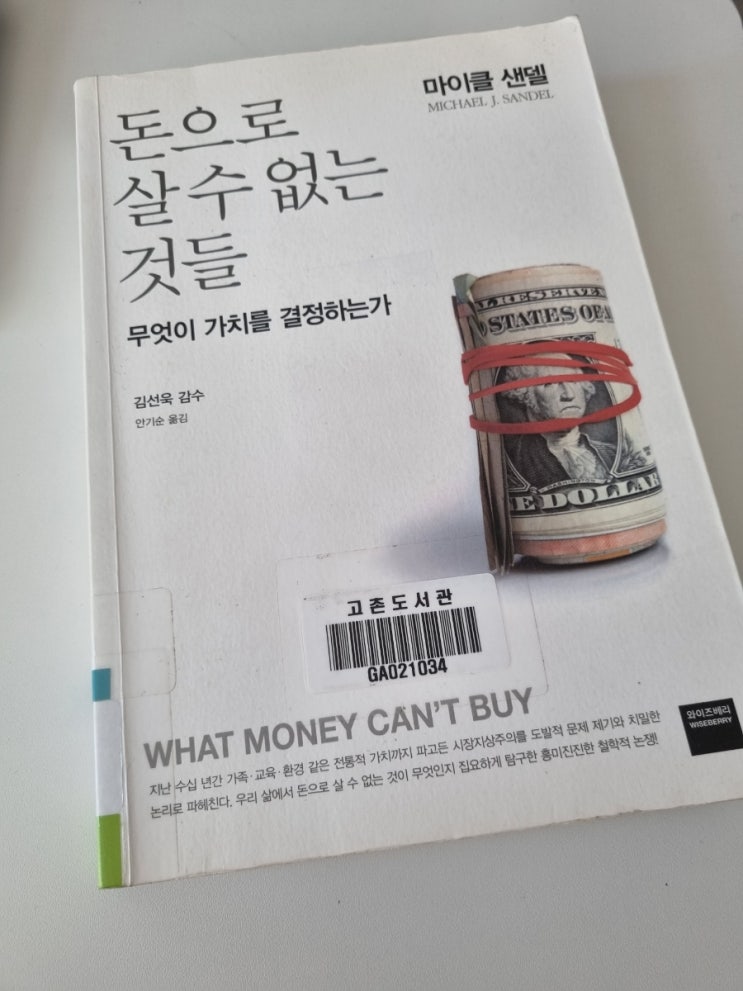 마이클 샌델
MICHAEL J. SANDEL
돈으로
살 수 없는
것들
무엇이 가치를 결정하는가
김선욱 감수
안기순 옮김
AL RESERVE
STATES OF A
WASHINGTON
E DOLLAR
고촌도서관
GA021034
WHAT MONEY CAN'T BUY
지난 수십 년간 가족·교육·환경 같은 전통적 가치까지 파고든 시장지상주의를 도발적 문제 제기와 치밀한
논리로 파헤친다. 우리 삶에서 돈으로 살 수 없는 것이 무엇인지 집요하게 탐구한 흥미진진한 철학적 논쟁!
와이즈베리
WISEBERRY